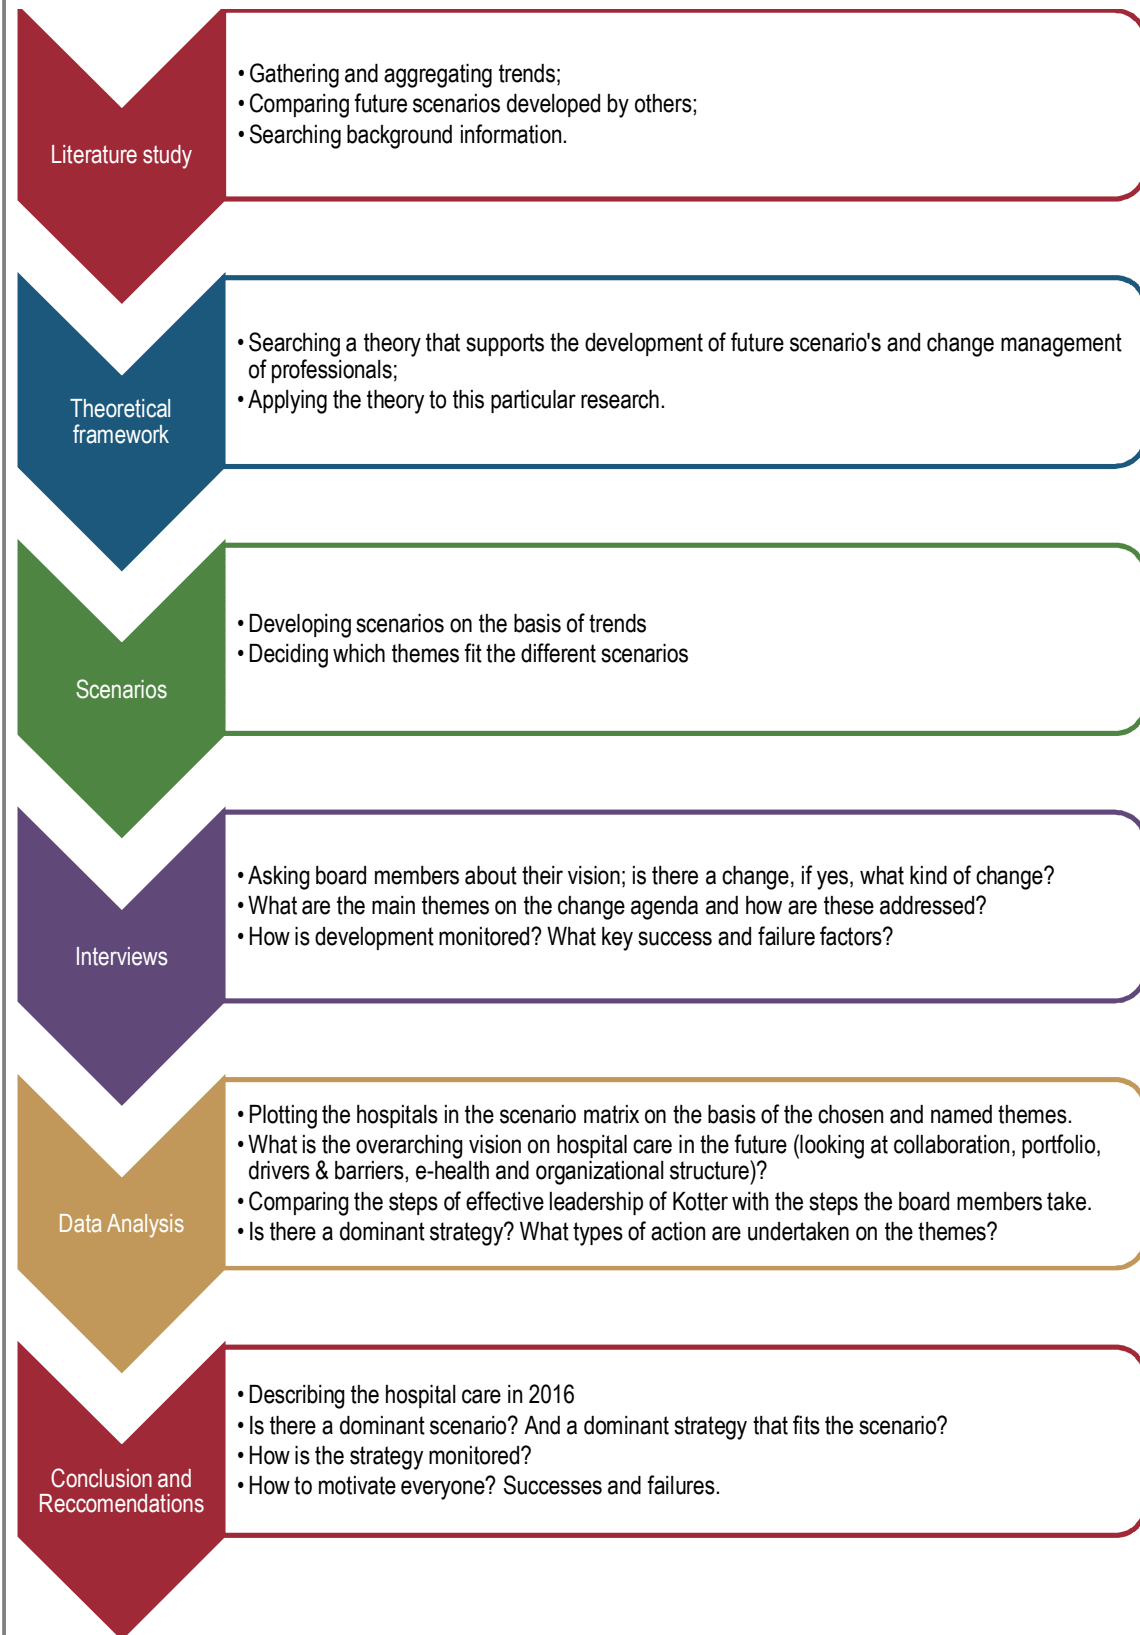 Literature study
• Gathering and aggregating trends;
• Comparing future scenarios developed by others;
• Searching background information.
Theoretical
framework
• Searching a theory that supports the development of future scenario's and change management
of professionals;
• Applying the theory to this particular research.
Scenarios
• Developing scenarios on the basis of trends
• Deciding which themes fit the different scenarios
Interviews
• Asking board members about their vision; is there a change, if yes, what kind of change?
• What are the main themes on the change agenda and how are these addressed?
• How is development monitored? What key success and failure factors?
Data Analysis
• Plotting the hospitals in the scenario matrix on the basis of the chosen and named themes.
• What is the overarching vision on hospital care in the future (looking at collaboration, portfolio,
drivers & barriers, e-health and organizational structure)?
• Comparing the steps of effective leadership of Kotter with the steps the board members take.
• Is there a dominant strategy? What types of action are undertaken on the themes?
Conclusion and
Reccomendations
• Describing the hospital care in 2016
• Is there a dominant scenario? And a dominant strategy that fits the scenario?
• How is the strategy monitored?
• How to motivate everyone? Successes and failures.